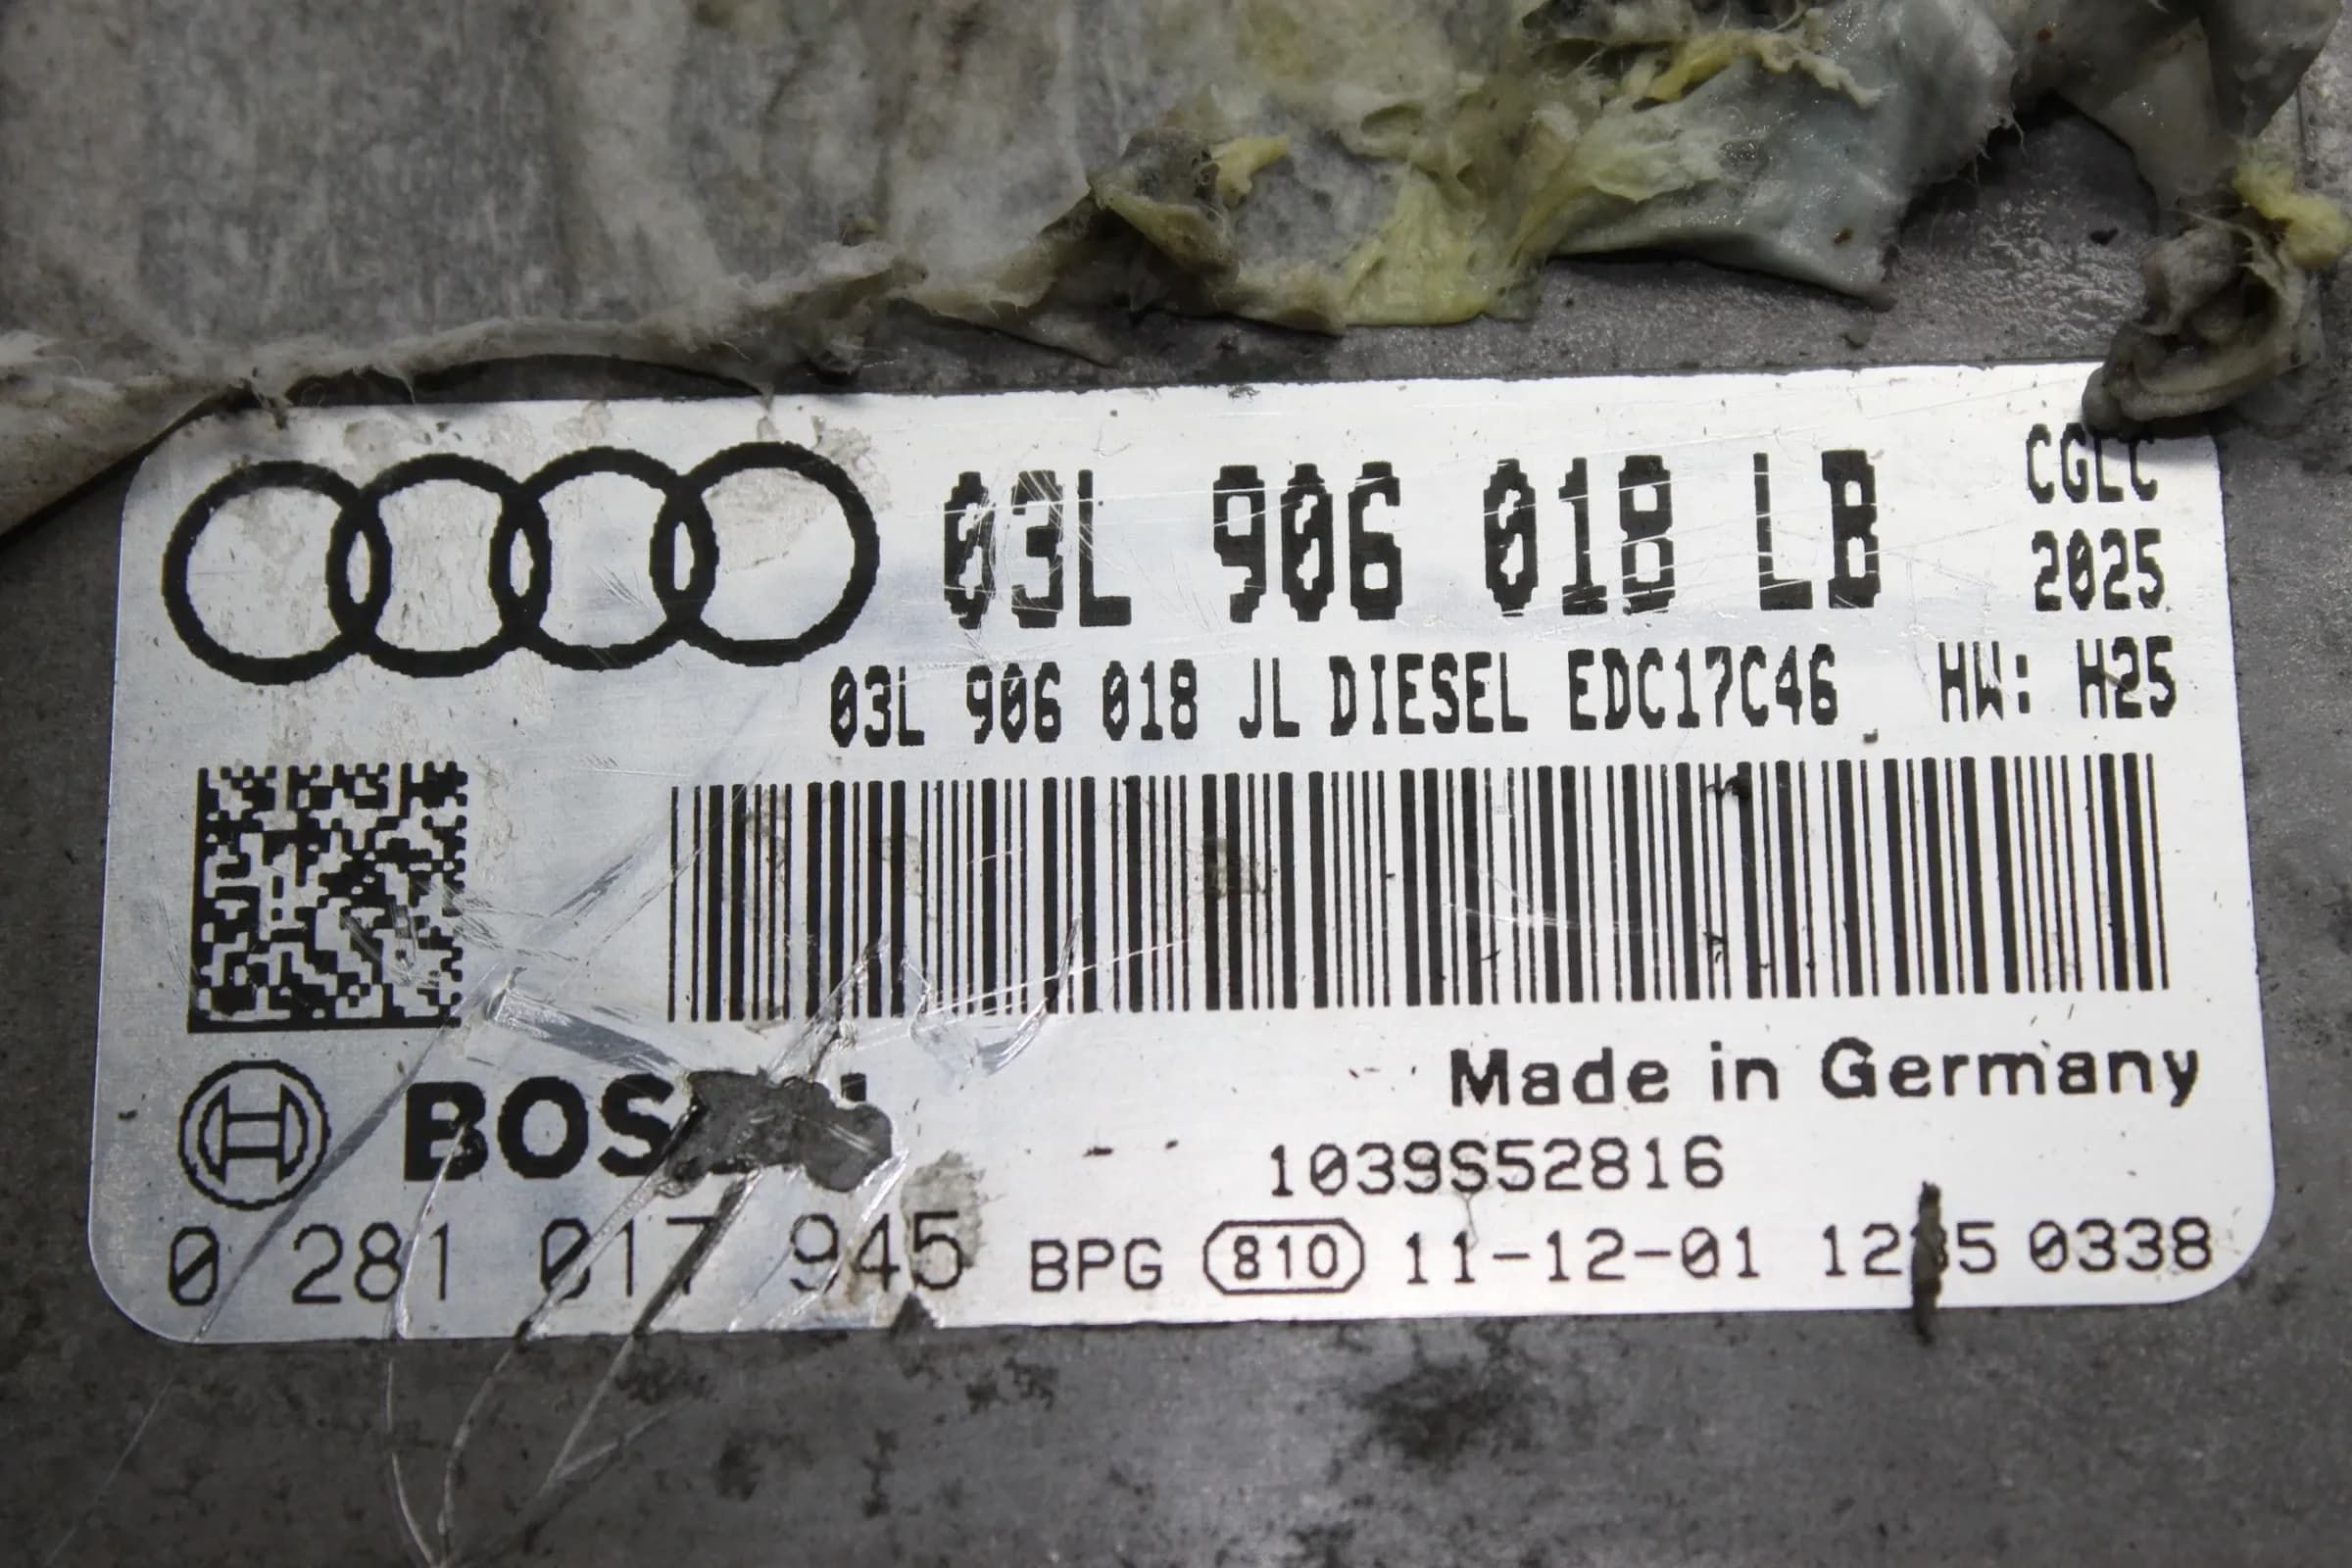 03L 906 018 LB CGLC
2025
03L 906 018 JL DIESEL EDC17C46 HW: H25
Made in Germany
1039S52816
0 281 017 945 BPG 810 11-12-01 0338